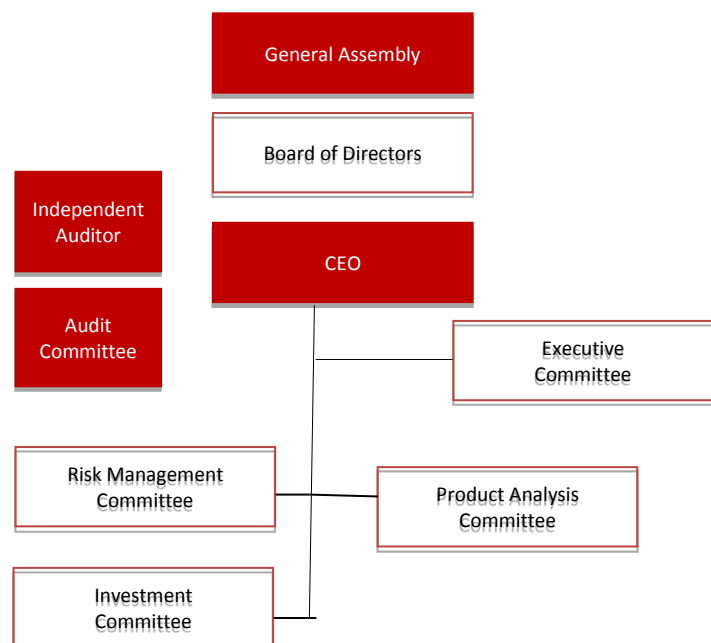 General Assembly
Board of Directors
Independent
Auditor
CEO
Audit
Committee
Executive
Committee
Risk Management
Committee
Product Analysis
Committee
Investment
Committee